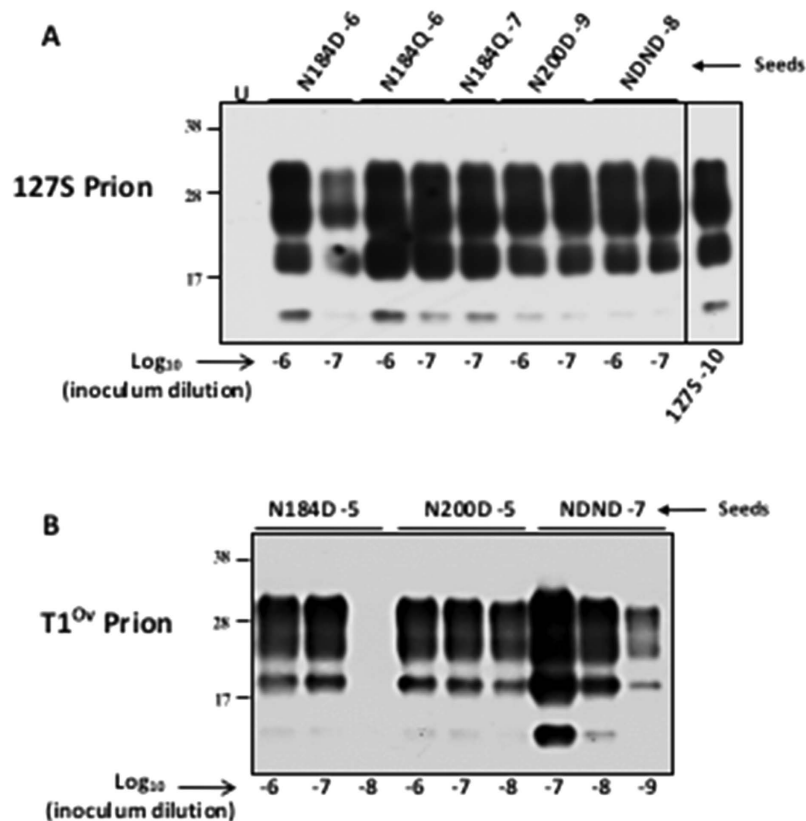 A
N184D -6 N184Q -6 N184Q -7 N200D -9 NDND -8 Seeds
U
38
127S Prion
28
17
Log₁₀ -6 -7 -6 -7 -7 -6 -7 -6 -7 127S -10
(inoculum dilution)
B
N184D -5 N200D -5 NDND -7 Seeds
38
T1ᴼᵛ Prion
28
17
Log₁₀ -6 -7 -8 -6 -7 -8 -7 -8 -9
(inoculum dilution)